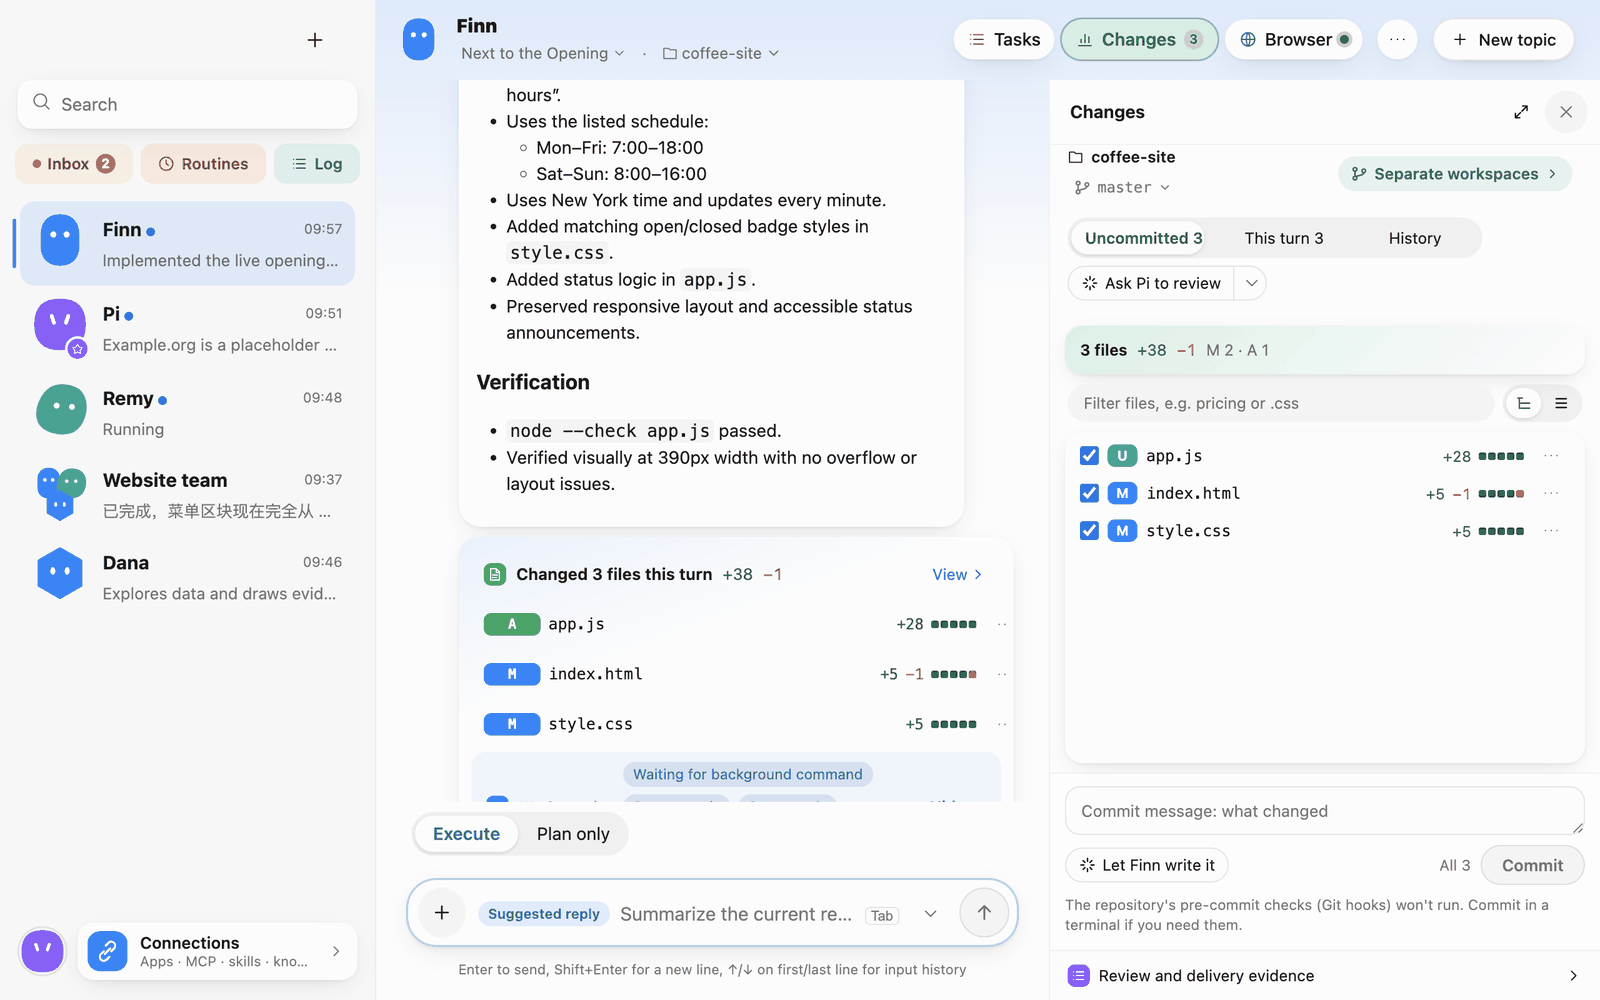 Search
Inbox 2
Routines
Log
Finn
09:57
Implemented the live opening...
Pi
09:51
Example.org is a placeholder ...
Remy
09:48
Running
Website team
09:37
已完成，菜单区块现在完全从 ...
Dana
09:46
Explores data and draws evid...
Connections
Apps · MCP · skills · kno...
Finn
Next to the Opening · coffee-site
Tasks
Changes 3
Browser
New topic
hours”.
• Uses the listed schedule:
◦ Mon–Fri: 7:00–18:00
◦ Sat–Sun: 8:00–16:00
• Uses New York time and updates every minute.
• Added matching open/closed badge styles in
style.css.
• Added status logic in app.js.
• Preserved responsive layout and accessible status
announcements.
Verification
• node --check app.js passed.
• Verified visually at 390px width with no overflow or
layout issues.
Changed 3 files this turn +38 −1
View
A app.js +28
M index.html +5 −1
M style.css +5
Waiting for background command
Execute
Plan only
Suggested reply Summarize the current re... Tab
Enter to send, Shift+Enter for a new line, ↑/↓ on first/last line for input history
Changes
coffee-site
master
Separate workspaces
Uncommitted 3
This turn 3
History
Ask Pi to review
3 files +38 −1 M 2 · A 1
Filter files, e.g. pricing or .css
U app.js +28
M index.html +5 −1
M style.css +5
Commit message: what changed
Let Finn write it
All 3
Commit
The repository's pre-commit checks (Git hooks) won't run. Commit in a
terminal if you need them.
Review and delivery evidence